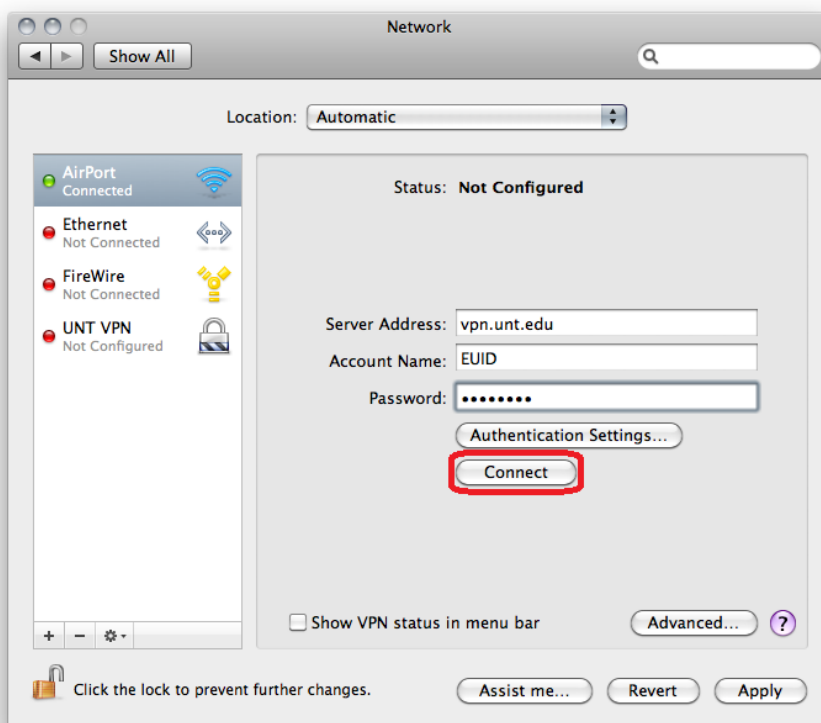 Network
Show All
Location: Automatic
AirPort
Connected
Ethernet
Not Connected
FireWire
Not Connected
UNT VPN
Not Configured
Status: Not Configured
Server Address: vpn.unt.edu
Account Name: EUID
Password: ••••••••
Authentication Settings...
Connect
Show VPN status in menu bar
Advanced...
?
Click the lock to prevent further changes.
Assist me...
Revert
Apply